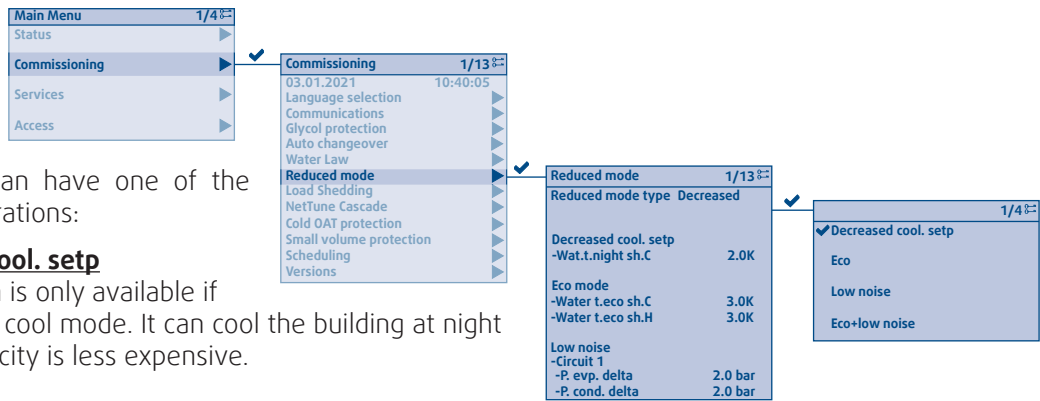 Main Menu 1/4
Status
Commissioning
Services
Access
Commissioning 1/13
03.01.2021 10:40:05
Language selection
Communications
Glycol protection
Auto changeover
Water Law
Reduced mode
Load Shedding
NetTune Cascade
Cold OAT protection
Small volume protection
Scheduling
Versions
Reduced mode 1/13
Reduced mode type Decreased
Decreased cool. setp
-Wat.t.night sh.C 2.0K
Eco mode
-Water t.eco sh.C 3.0K
-Water t.eco sh.H 3.0K
Low noise
-Circuit 1
-P. evp. delta 2.0 bar
-P. cond. delta 2.0 bar
1/4
Decreased cool. setp
Eco
Low noise
Eco+low noise
an have one of the
rations:
ool. setp
is only available if
cool mode. It can cool the building at night
city is less expensive.